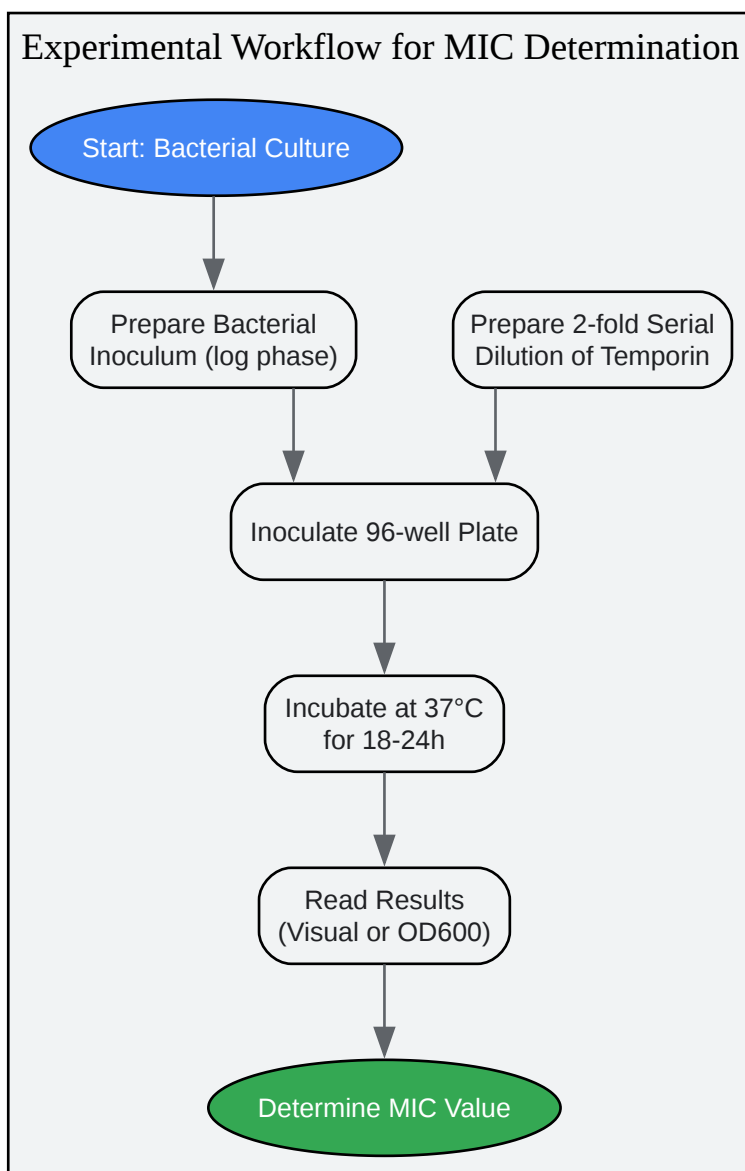 Experimental Workflow for MIC Determination
Start: Bacterial Culture
Prepare Bacterial
Inoculum (log phase)
Prepare 2-fold Serial
Dilution of Temporin
Inoculate 96-well Plate
Incubate at 37°C
for 18-24h
Read Results
(Visual or OD600)
Determine MIC Value